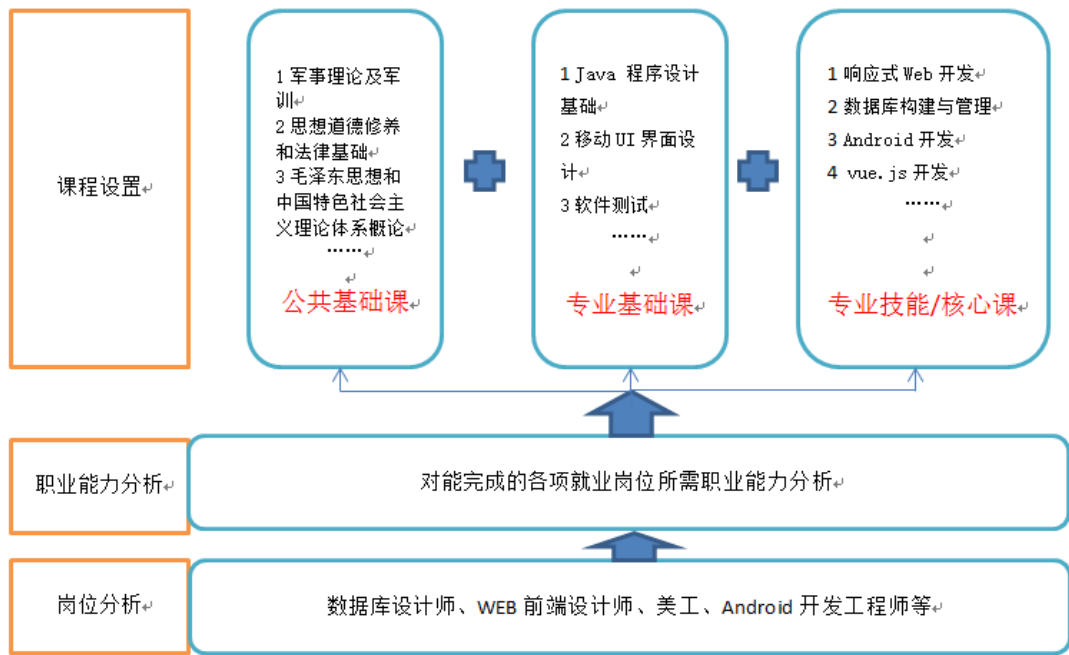 课程设置
1 军事理论及军
训
2 思想道德修养
和法律基础
3 毛泽东思想和
中国特色社会主
义理论体系概论
……
公共基础课
1 Java 程序设计
基础
2 移动 UI 界面设
计
3 软件测试
……
专业基础课
1 响应式 Web 开发
2 数据库构建与管理
3 Android 开发
4 vue.js 开发
……
专业技能/核心课
职业能力分析
对能完成的各项就业岗位所需职业能力分析
岗位分析
数据库设计师、WEB 前端设计师、美工、Android 开发工程师等